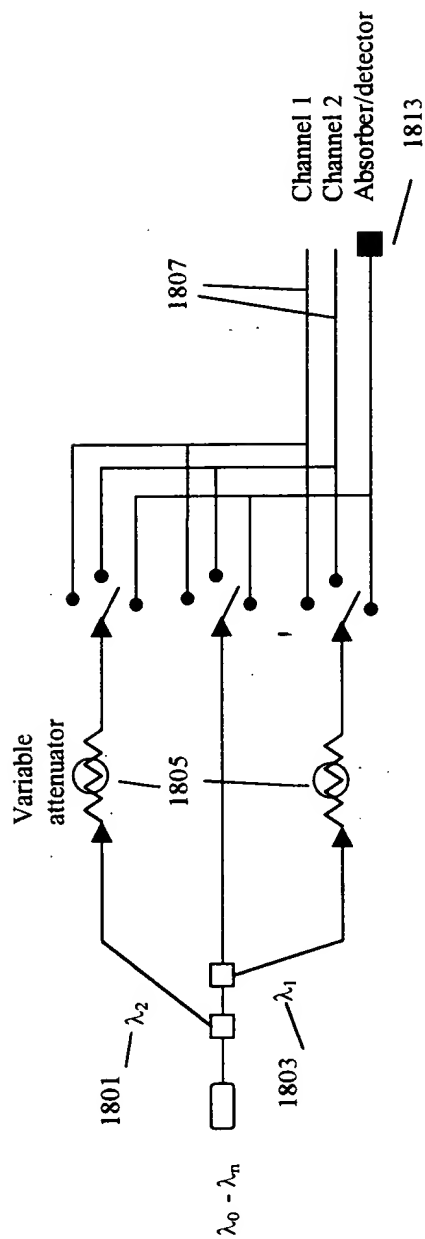 λ0 - λn
1801
λ2
λ1
1803
Variable
attenuator
1805
1807
Channel 1
Channel 2
Absorber/detector
1813